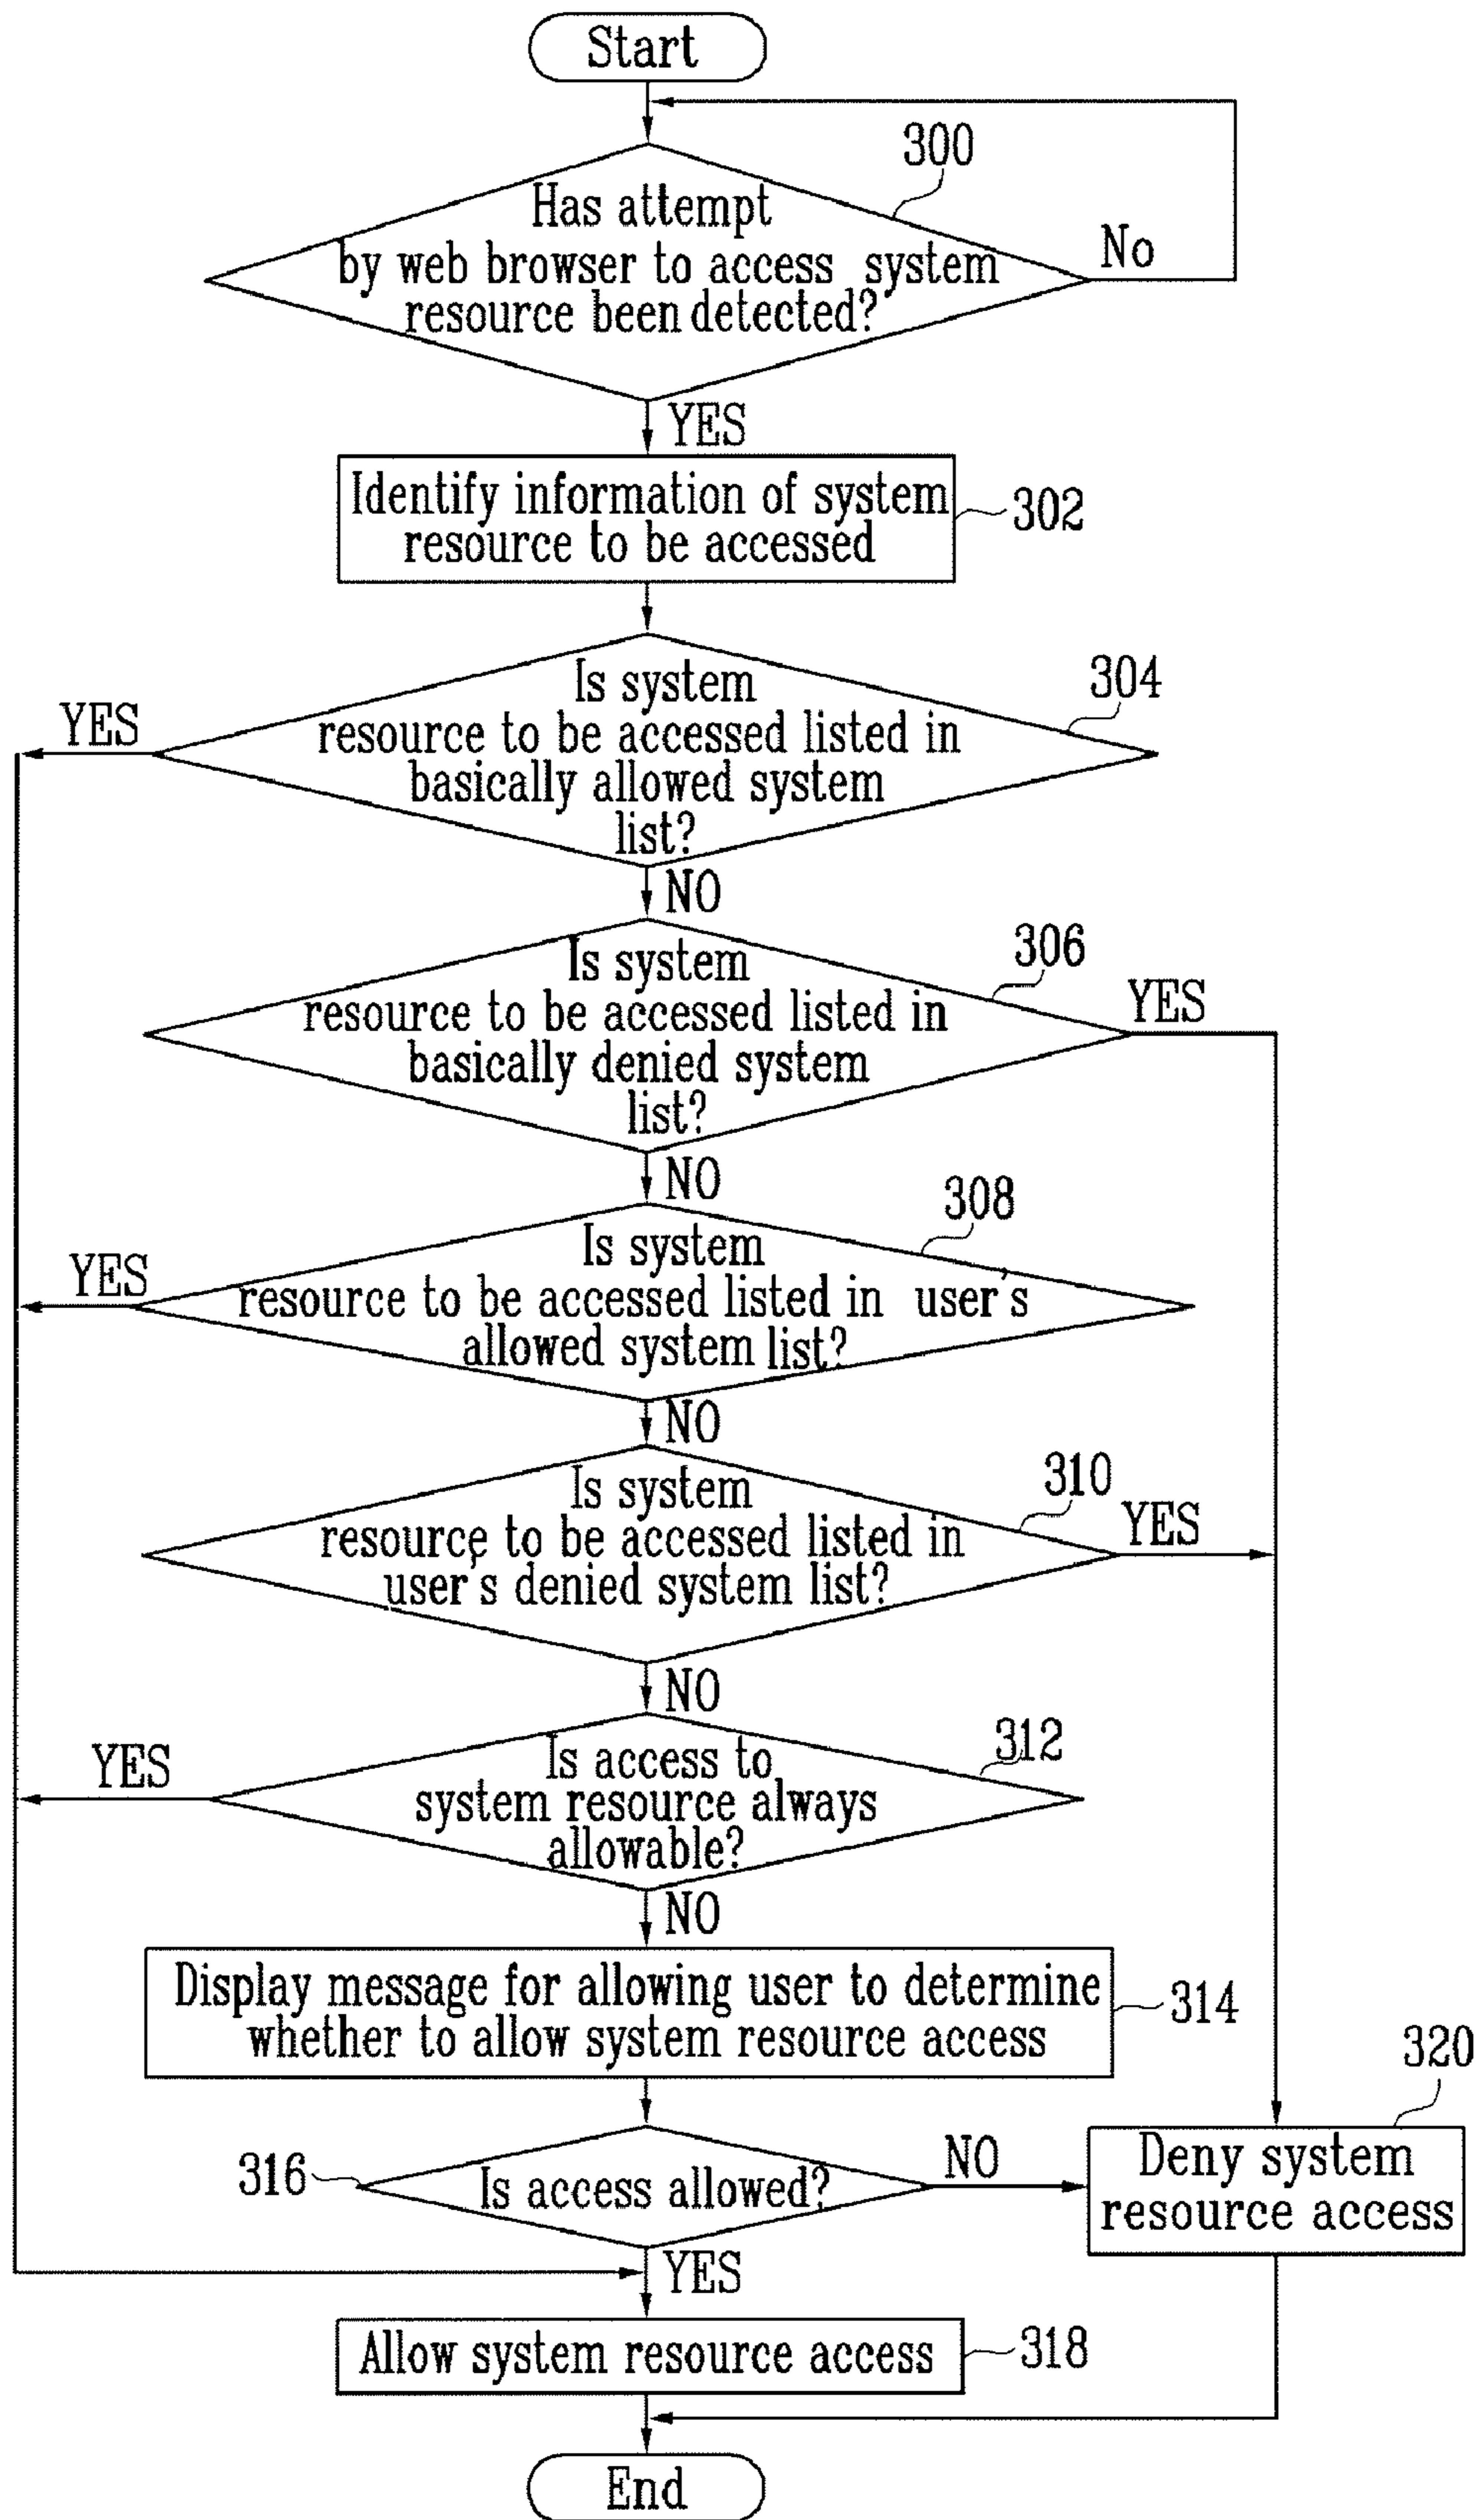 Start
300
Has attempt
by web browser to access system
resource been detected?
No
YES
Identify information of system
resource to be accessed
302
304
Is system
resource to be accessed listed in
basically allowed system
list?
YES
NO
306
Is system
resource to be accessed listed in
basically denied system
list?
YES
NO
308
Is system
resource to be accessed listed in user's
allowed system list?
YES
NO
310
Is system
resource to be accessed listed in
user's denied system list?
YES
NO
312
Is access to
system resource always
allowable?
YES
NO
Display message for allowing user to determine
whether to allow system resource access
314
320
316
Is access allowed?
NO
Deny system
resource access
YES
Allow system resource access
318
End